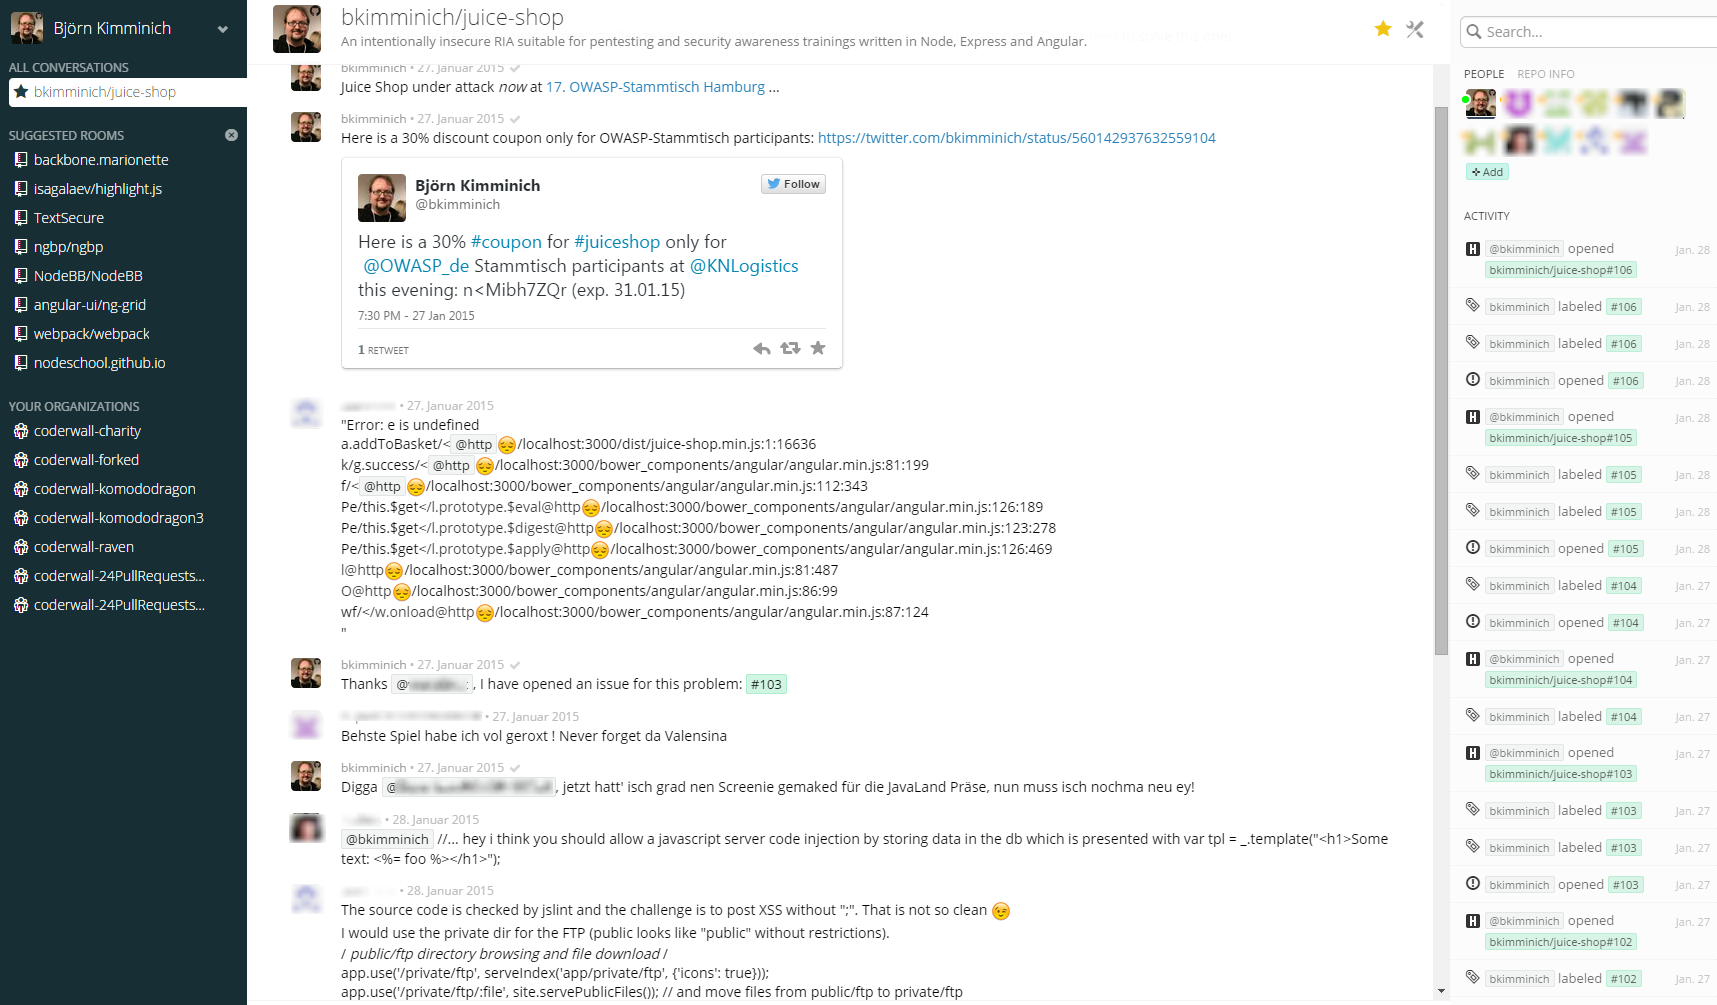 Björn Kimminich
ALL CONVERSATIONS
bkimminich/juice-shop
SUGGESTED ROOMS
backbone.marionette
isagalaev/highlight.js
TextSecure
ngbp/ngbp
NodeBB/NodeBB
angular-ui/ng-grid
webpack/webpack
nodeschool.github.io
YOUR ORGANIZATIONS
coderwall-charity
coderwall-forked
coderwall-komododragon
coderwall-komododragon3
coderwall-raven
coderwall-24PullRequests...
coderwall-24PullRequests...
bkimminich/juice-shop
An intentionally insecure RIA suitable for pentesting and security awareness trainings written in Node, Express and Angular.
bkimminich • 27. Januar 2015
Juice Shop under attack now at 17. OWASP-Stammtisch Hamburg ...
bkimminich • 27. Januar 2015
Here is a 30% discount coupon only for OWASP-Stammtisch participants: https://twitter.com/bkimminich/status/560142937632559104
Björn Kimminich
@bkimminich
Follow
Here is a 30% #coupon for #juiceshop only for
@OWASP_de Stammtisch participants at @KNLogistics
this evening: n<Mibh7ZQr (exp. 31.01.15)
7:30 PM - 27 Jan 2015
1 RETWEET
• 27. Januar 2015
"Error: e is undefined
a.addToBasket/< @http 😔/localhost:3000/dist/juice-shop.min.js:1:16636
k/g.success/< @http 😔/localhost:3000/bower_components/angular/angular.min.js:81:199
f/< @http 😔/localhost:3000/bower_components/angular/angular.min.js:112:343
Pe/this.$get</l.prototype.$eval@http😔/localhost:3000/bower_components/angular/angular.min.js:126:189
Pe/this.$get</l.prototype.$digest@http😔/localhost:3000/bower_components/angular/angular.min.js:123:278
Pe/this.$get</l.prototype.$apply@http😔/localhost:3000/bower_components/angular/angular.min.js:126:469
l@http😔/localhost:3000/bower_components/angular/angular.min.js:81:487
O@http😔/localhost:3000/bower_components/angular/angular.min.js:86:99
wf/</w.onload@http😔/localhost:3000/bower_components/angular/angular.min.js:87:124
"
bkimminich • 27. Januar 2015
Thanks @ , I have opened an issue for this problem: #103
• 27. Januar 2015
Behste Spiel habe ich vol geroxt ! Never forget da Valensina
bkimminich • 27. Januar 2015
Digga @ , jetzt hatt' isch grad nen Screenie gemaked für die JavaLand Präse, nun muss isch nochma neu ey!
• 28. Januar 2015
@bkimminich //... hey i think you should allow a javascript server code injection by storing data in the db which is presented with var tpl = _.template("<h1>Some
text: <%= foo %></h1>");
• 28. Januar 2015
The source code is checked by jslint and the challenge is to post XSS without ";". That is not so clean 😉
I would use the private dir for the FTP (public looks like "public" without restrictions).
/ public/ftp directory browsing and file download /
app.use('/private/ftp', serveIndex('app/private/ftp', {'icons': true}));
app.use('/private/ftp/:file', site.servePublicFiles()); // and move files from public/ftp to private/ftp
Search...
PEOPLE REPO INFO
Add
ACTIVITY
@bkimminich opened Jan. 28
bkimminich/juice-shop#106
bkimminich labeled #106 Jan. 28
bkimminich labeled #106 Jan. 28
bkimminich opened #106 Jan. 28
@bkimminich opened Jan. 28
bkimminich/juice-shop#105
bkimminich labeled #105 Jan. 28
bkimminich labeled #105 Jan. 28
bkimminich opened #105 Jan. 28
bkimminich labeled #104 Jan. 27
bkimminich opened #104 Jan. 27
@bkimminich opened Jan. 27
bkimminich/juice-shop#104
bkimminich labeled #104 Jan. 27
@bkimminich opened Jan. 27
bkimminich/juice-shop#103
bkimminich labeled #103 Jan. 27
bkimminich labeled #103 Jan. 27
bkimminich opened #103 Jan. 27
@bkimminich opened Jan. 27
bkimminich/juice-shop#102
bkimminich labeled #102 Jan. 27